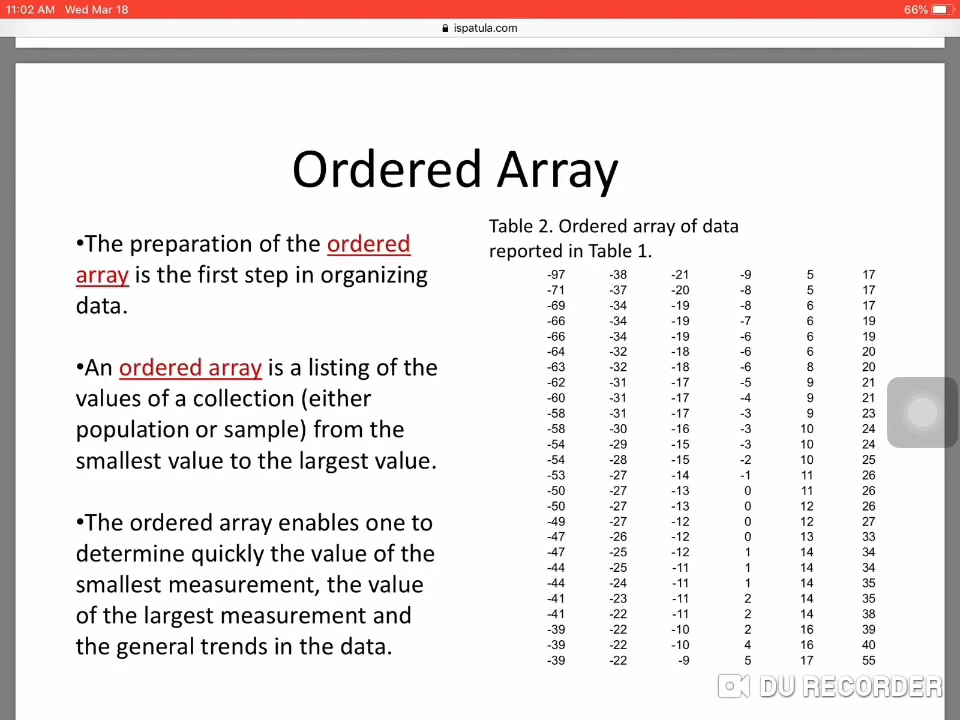 11:02 AM Wed Mar 18 66%
ispatula.com
Ordered Array
•The preparation of the ordered
array is the first step in organizing
data.
•An ordered array is a listing of the
values of a collection (either
population or sample) from the
smallest value to the largest value.
•The ordered array enables one to
determine quickly the value of the
smallest measurement, the value
of the largest measurement and
the general trends in the data.
Table 2. Ordered array of data
reported in Table 1.
-97 -38 -21 -9 5 17
-71 -37 -20 -8 5 17
-69 -34 -19 -8 6 17
-66 -34 -19 -7 6 19
-66 -34 -19 -6 6 19
-64 -32 -18 -6 6 20
-63 -32 -18 -6 8 20
-62 -31 -17 -5 9 21
-60 -31 -17 -4 9 21
-58 -31 -17 -3 9 23
-58 -30 -16 -3 10 24
-54 -29 -15 -3 10 24
-54 -28 -15 -2 10 25
-53 -27 -14 -1 11 26
-50 -27 -13 0 11 26
-50 -27 -13 0 12 26
-49 -27 -12 0 12 27
-47 -26 -12 0 13 33
-47 -25 -12 1 14 34
-44 -25 -11 1 14 34
-44 -24 -11 1 14 35
-41 -23 -11 2 14 35
-41 -22 -11 2 14 38
-39 -22 -10 2 16 39
-39 -22 -10 4 16 40
-39 -22 -9 5 17 55
DU RECORDER